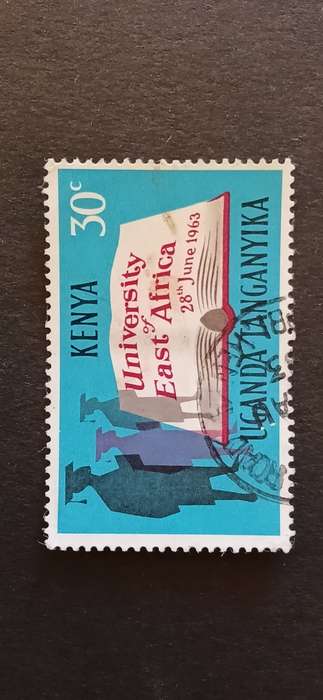 30c
KENYA
University
of
East Africa
28th June 1963
UGANDA TANGANYIKA